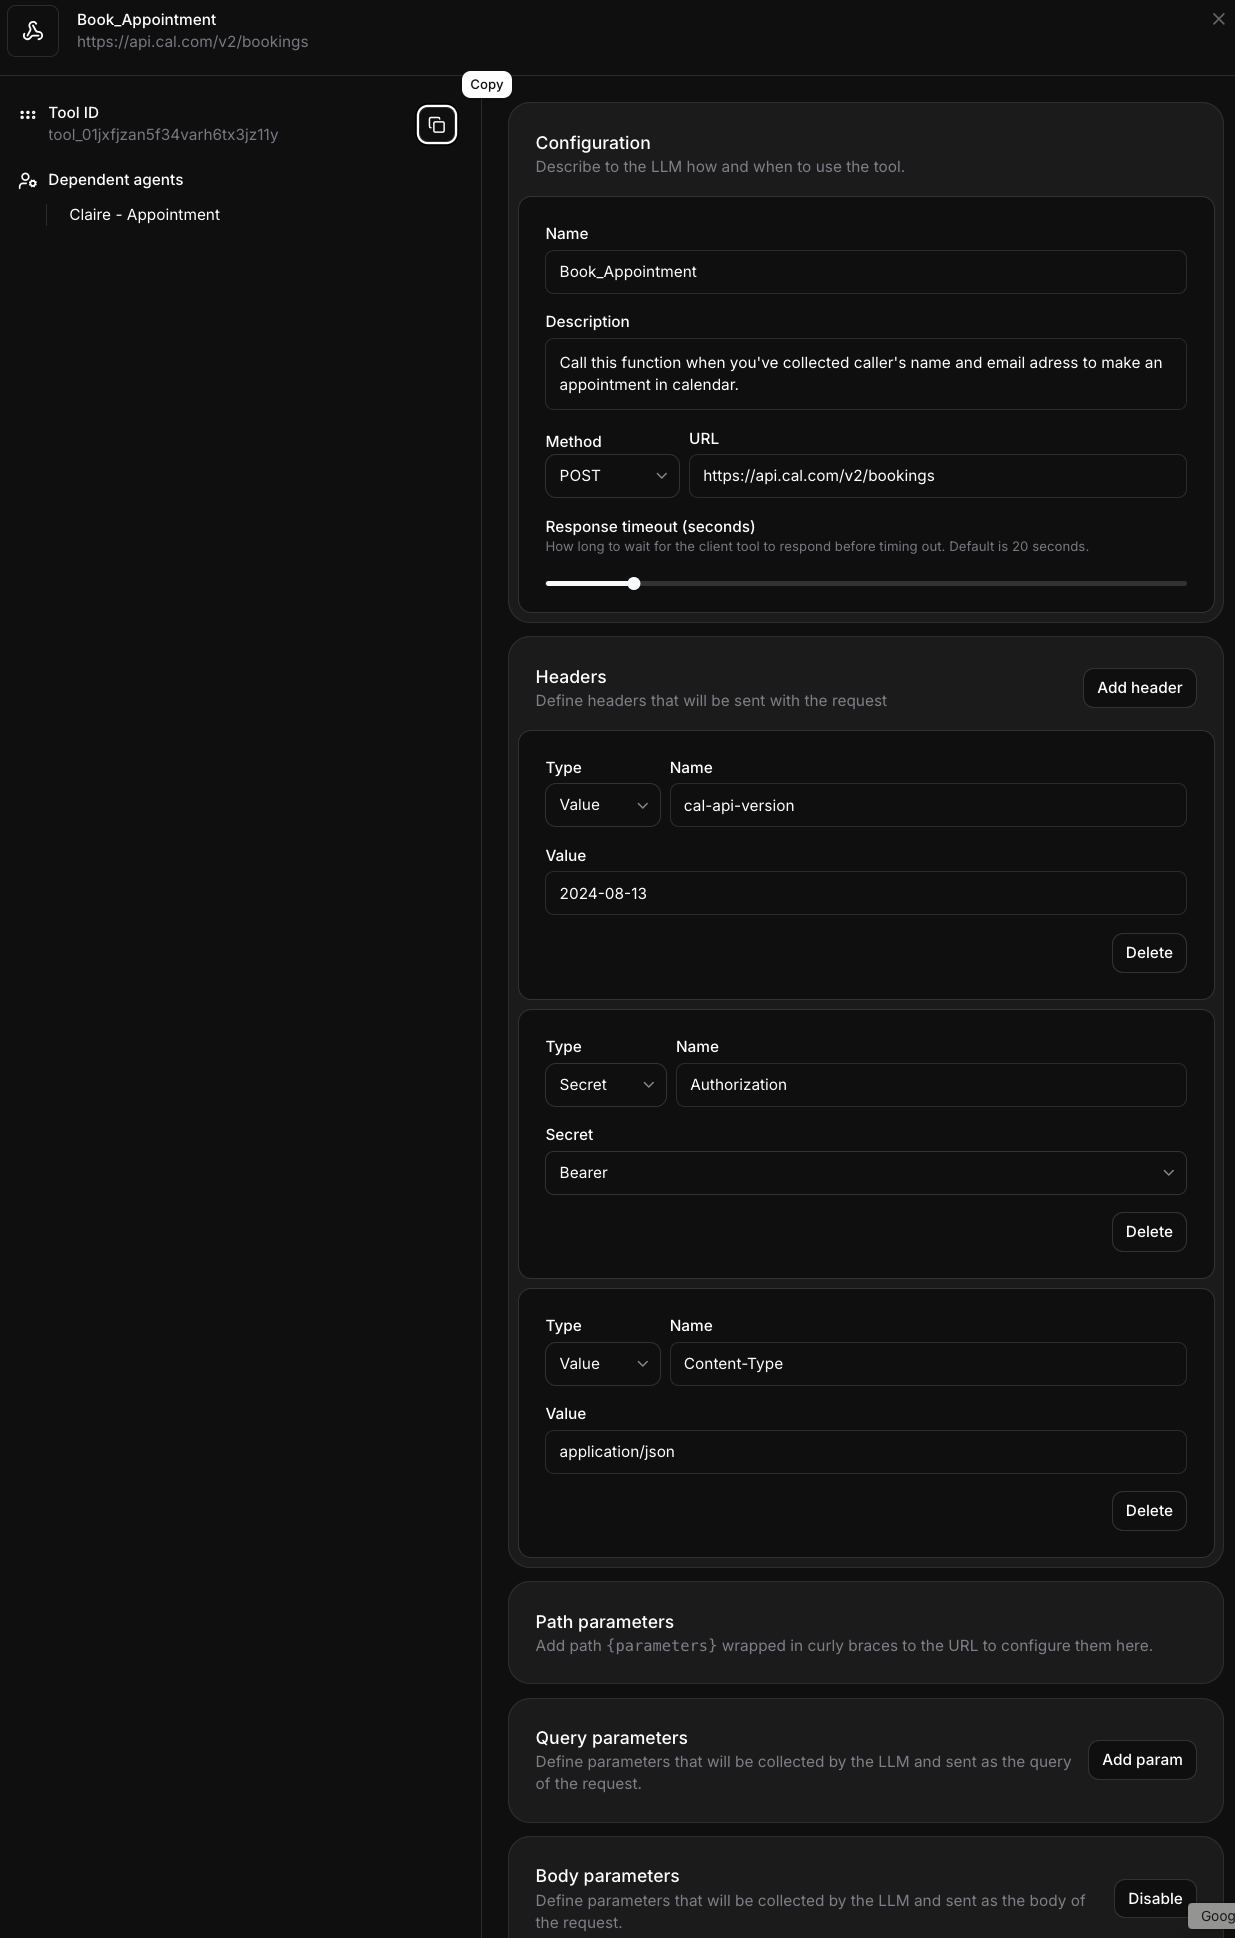 Book_Appointment
https://api.cal.com/v2/bookings
Copy
Tool ID
tool_01jxfjzan5f34varh6tx3jz11y
Dependent agents
Claire - Appointment
Configuration
Describe to the LLM how and when to use the tool.
Name
Book_Appointment
Description
Call this function when you've collected caller's name and email adress to make an
appointment in calendar.
Method
URL
POST
https://api.cal.com/v2/bookings
Response timeout (seconds)
How long to wait for the client tool to respond before timing out. Default is 20 seconds.
Headers
Define headers that will be sent with the request
Add header
Type
Name
Value
cal-api-version
Value
2024-08-13
Delete
Type
Name
Secret
Authorization
Secret
Bearer
Delete
Type
Name
Value
Content-Type
Value
application/json
Delete
Path parameters
Add path {parameters} wrapped in curly braces to the URL to configure them here.
Query parameters
Define parameters that will be collected by the LLM and sent as the query
of the request.
Add param
Body parameters
Define parameters that will be collected by the LLM and sent as the body of
the request.
Disable
Goog